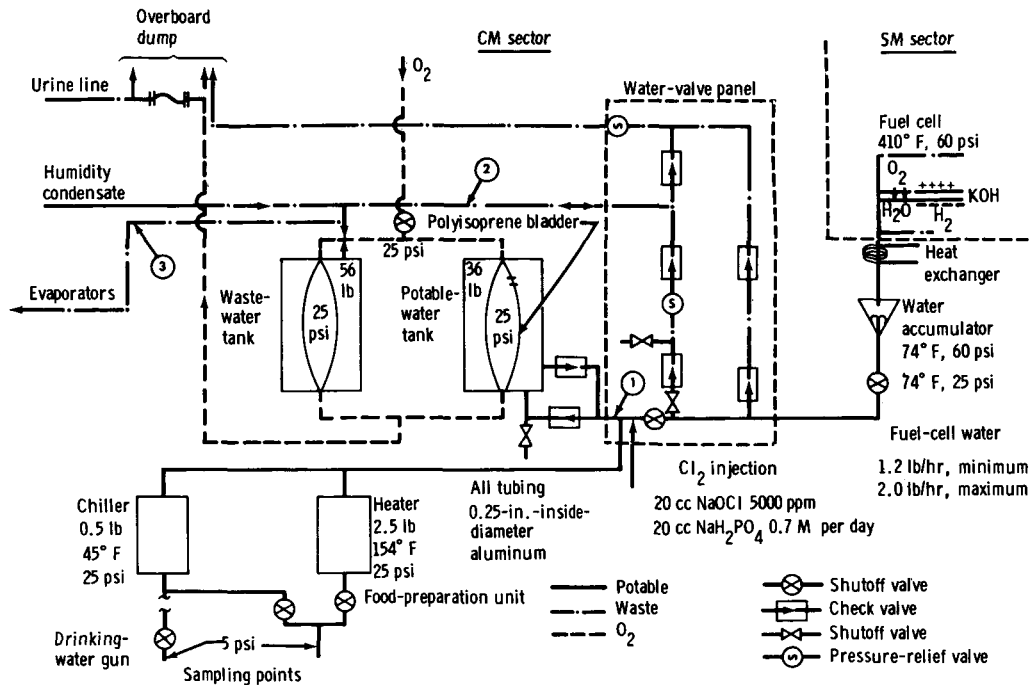 Overboard
dump
CM sector
SM sector
O2
Urine line
Water-valve panel
S
Fuel cell
410° F, 60 psi
O2
++++
KOH
H2O
H2
Humidity
condensate
2
Polyisoprene bladder
25 psi
3
Heat
exchanger
Evaporators
Waste-
water
tank
56
lb
25
psi
Potable-
water
tank
36
lb
25
psi
S
Water
accumulator
74° F, 60 psi
74° F, 25 psi
1
Fuel-cell water
1.2 lb/hr, minimum
2.0 lb/hr, maximum
Cl2 injection
20 cc NaOCl 5000 ppm
20 cc NaH2PO4 0.7 M per day
All tubing
0.25-in.-inside-
diameter
aluminum
Chiller
0.5 lb
45° F
25 psi
Heater
2.5 lb
154° F
25 psi
Food-preparation unit
Drinking-
water gun
5 psi
Sampling points
Potable
Waste
O2
Shutoff valve
Check valve
Shutoff valve
S Pressure-relief valve